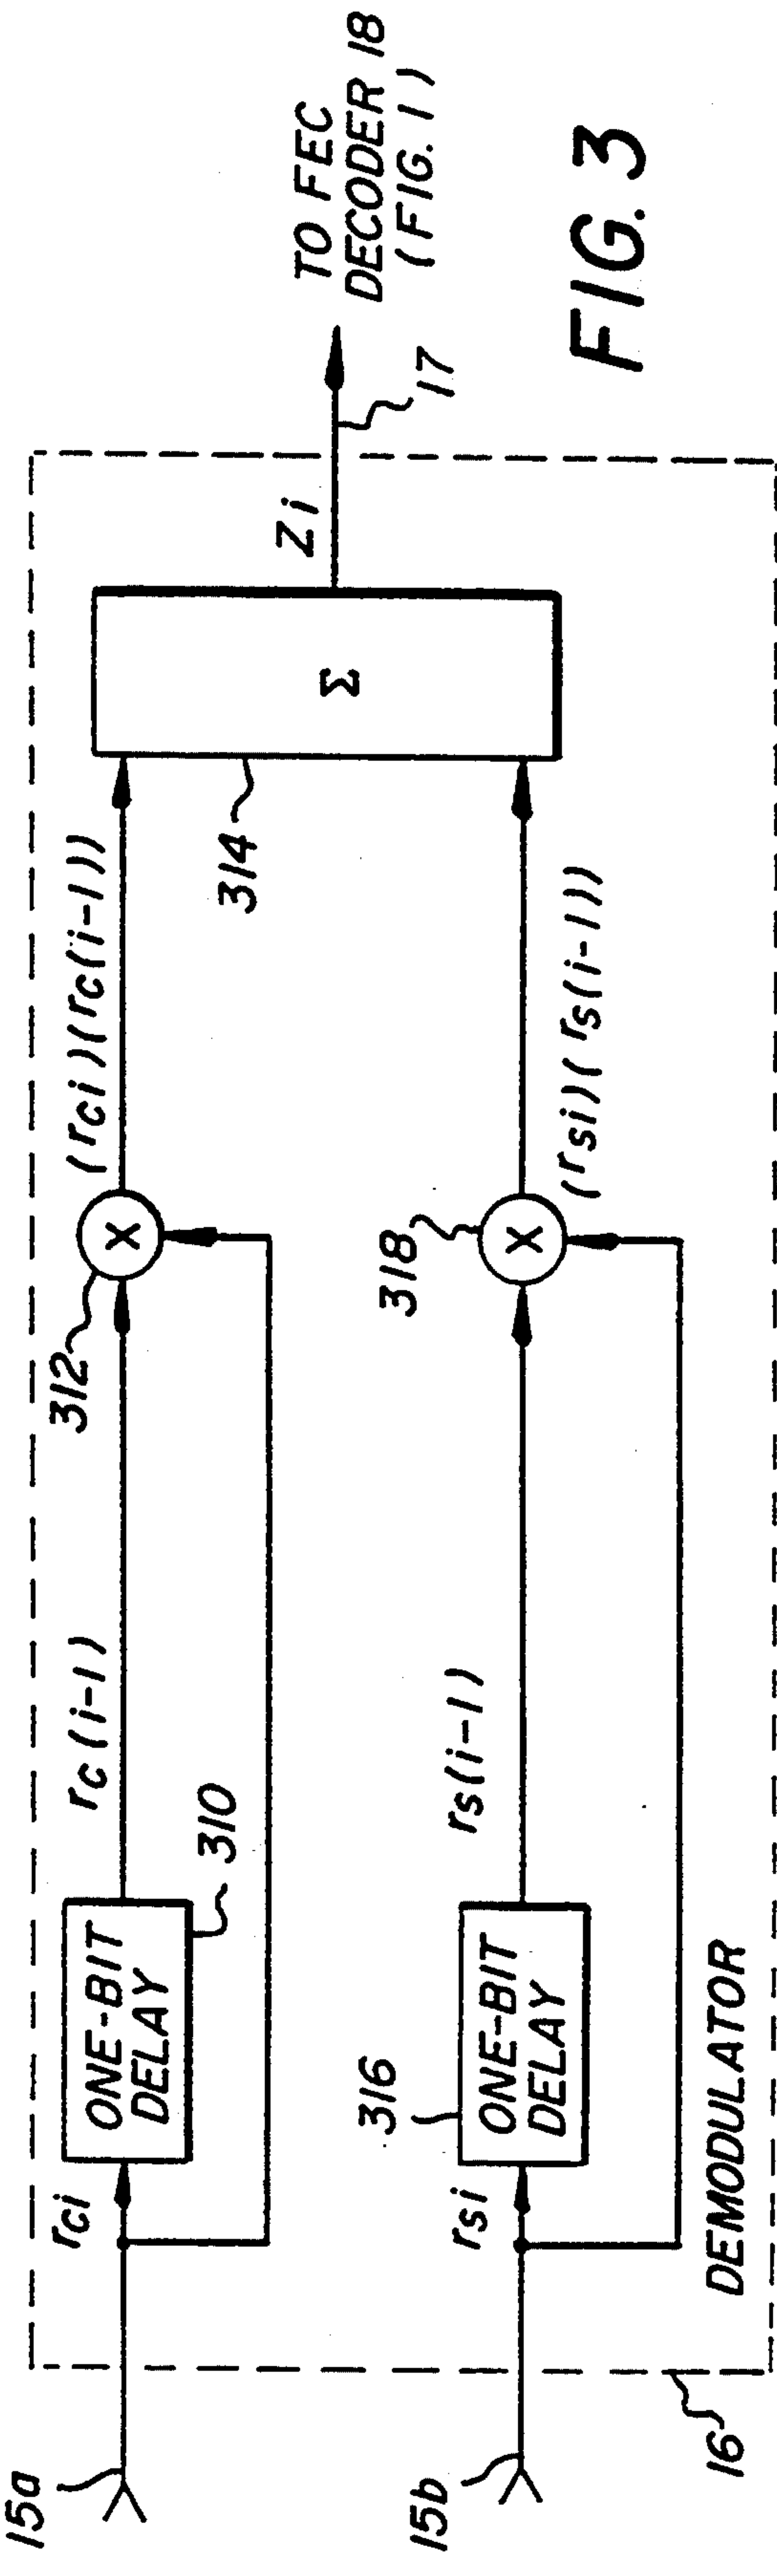 15a
rci
ONE-BIT
DELAY
310
rc(i-1)
312
X
(rci)(rc(i-1))
314
Σ
Zi
17
TO FEC
DECODER 18
(FIG. 1)
15b
rsi
316
ONE-BIT
DELAY
rs(i-1)
318
X
(rsi)(rs(i-1))
16
DEMODULATOR
FIG. 3